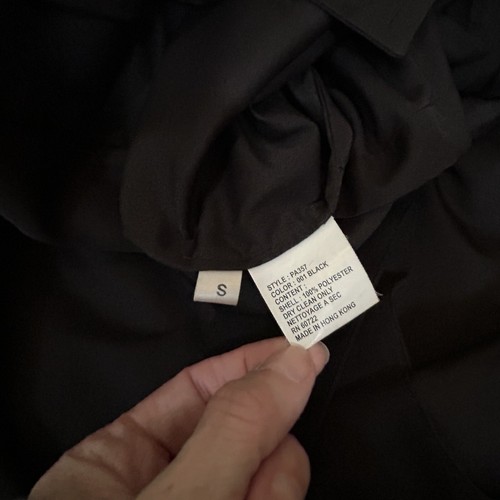 S
STYLE : PA357
COLOR : 001 BLACK
CONTENT :
SHELL : 100% POLYESTER
DRY CLEAN ONLY
NETTOYAGE A SEC
RN 60722
MADE IN HONG KONG